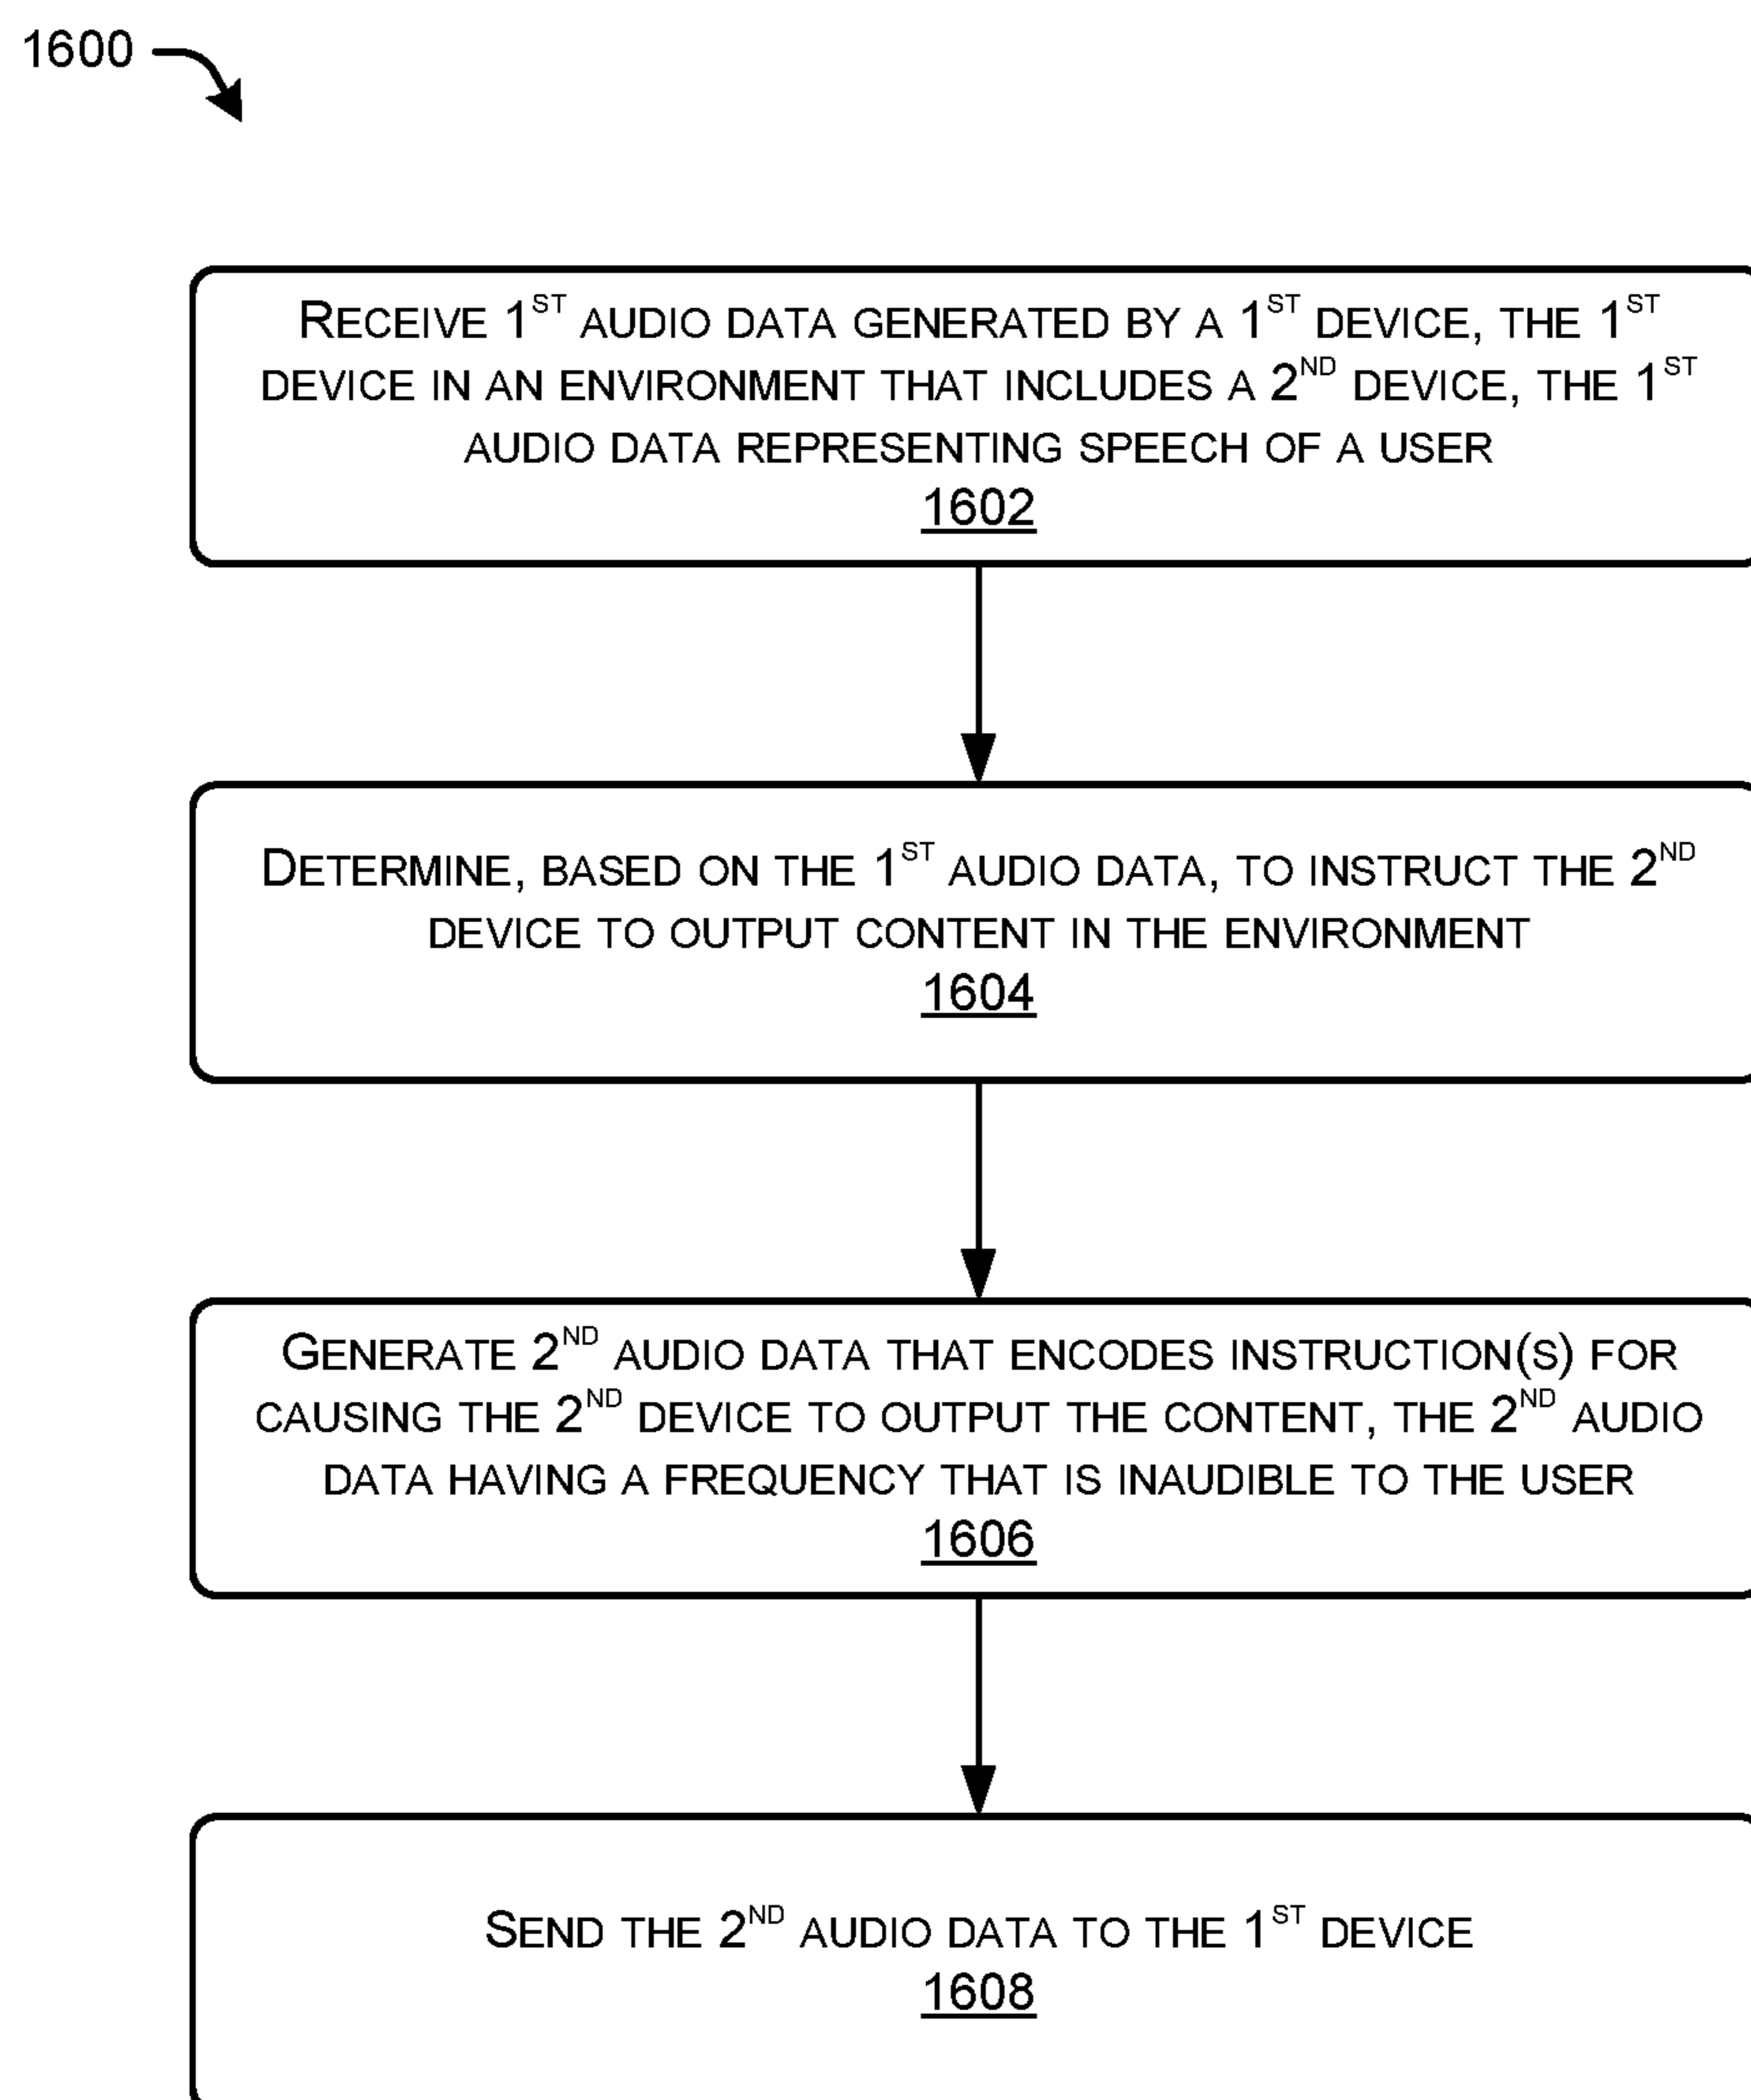 1600
RECEIVE 1ST AUDIO DATA GENERATED BY A 1ST DEVICE, THE 1ST
DEVICE IN AN ENVIRONMENT THAT INCLUDES A 2ND DEVICE, THE 1ST
AUDIO DATA REPRESENTING SPEECH OF A USER
1602
DETERMINE, BASED ON THE 1ST AUDIO DATA, TO INSTRUCT THE 2ND
DEVICE TO OUTPUT CONTENT IN THE ENVIRONMENT
1604
GENERATE 2ND AUDIO DATA THAT ENCODES INSTRUCTION(S) FOR
CAUSING THE 2ND DEVICE TO OUTPUT THE CONTENT, THE 2ND AUDIO
DATA HAVING A FREQUENCY THAT IS INAUDIBLE TO THE USER
1606
SEND THE 2ND AUDIO DATA TO THE 1ST DEVICE
1608